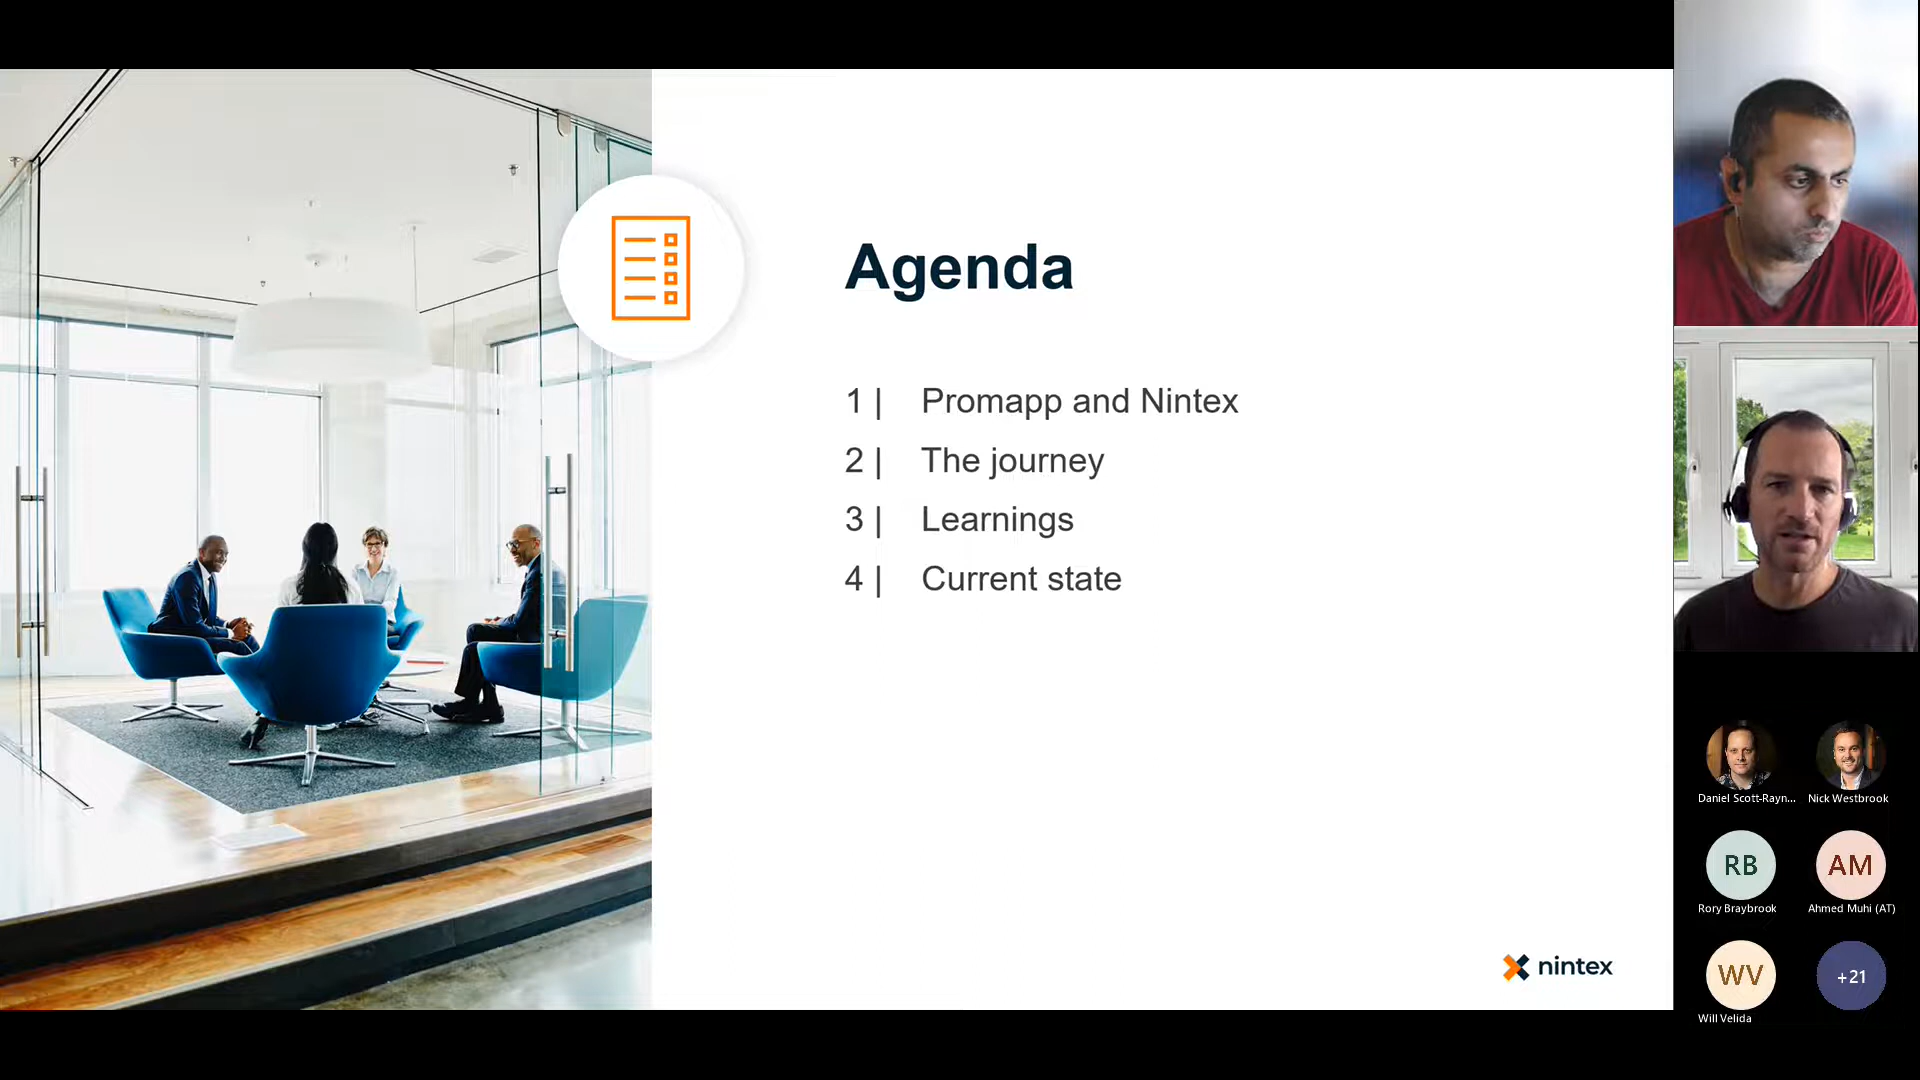 Agenda
1 | Promapp and Nintex
2 | The journey
3 | Learnings
4 | Current state
nintex
Daniel Scott-Rayn...
Nick Westbrook
RB
AM
Rory Braybrook
Ahmed Muhi (AT)
WV
+21
Will Velida